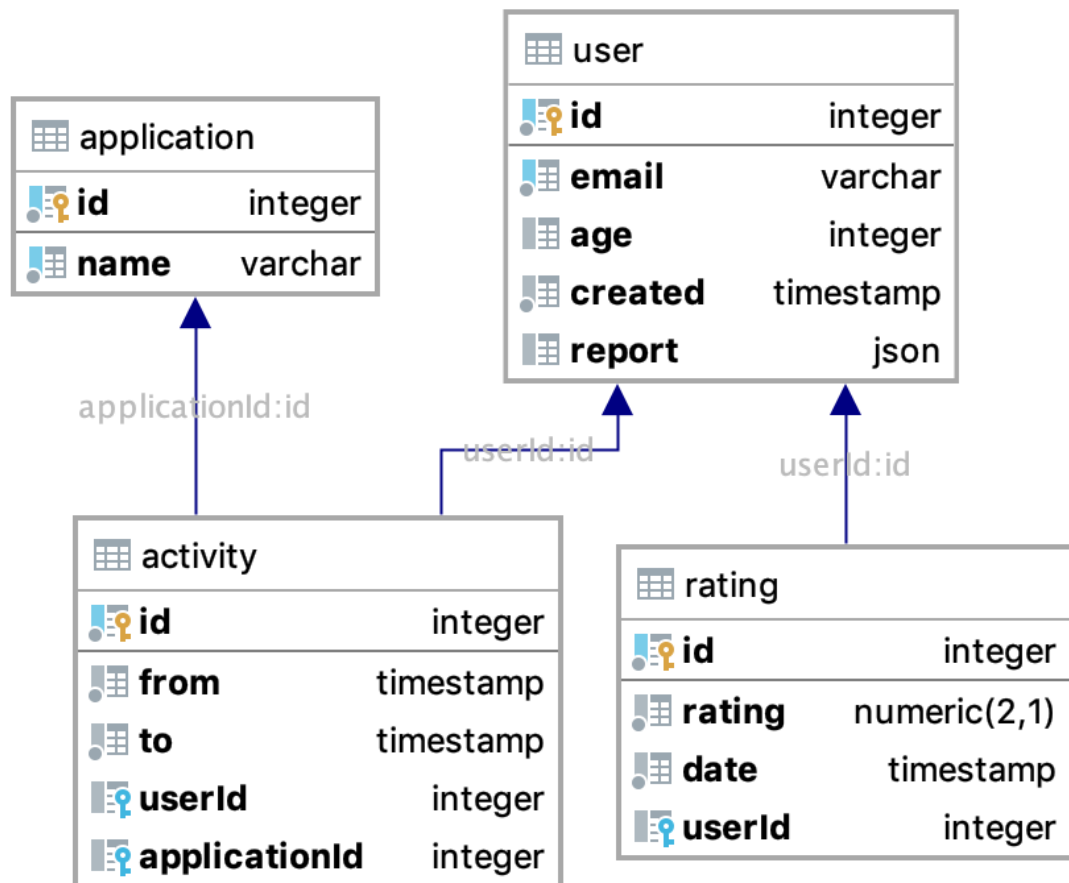 application
id integer
name varchar
user
id integer
email varchar
age integer
created timestamp
report json
applicationId:id
userId:id
userId:id
activity
id integer
from timestamp
to timestamp
userId integer
applicationId integer
rating
id integer
rating numeric(2,1)
date timestamp
userId integer